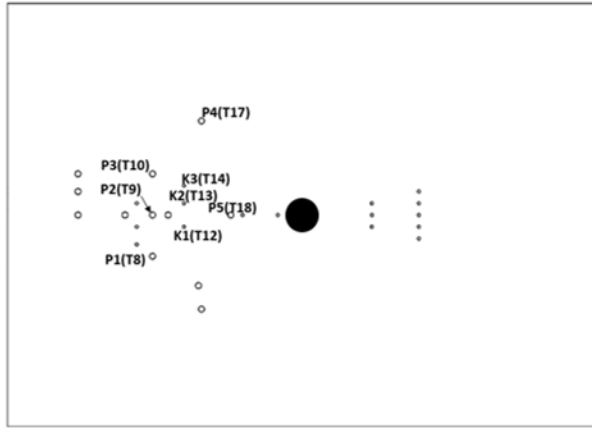 P4(T17)
P3(T10)
K3(T14)
P2(T9)
K2(T13)
P5(T18)
K1(T12)
P1(T8)